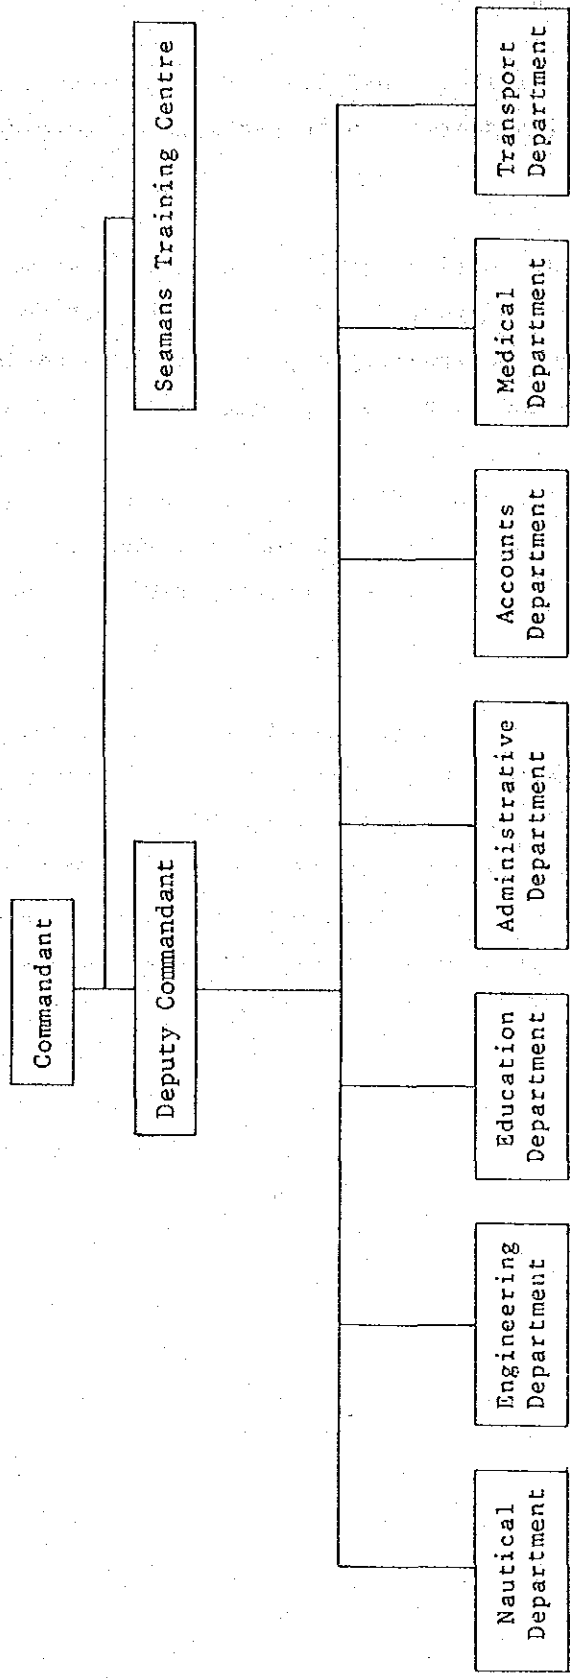 Commandant
Deputy Commandant
Seamans Training Centre
Nautical
Department
Engineering
Department
Education
Department
Administrative
Department
Accounts
Department
Medical
Department
Transport
Department